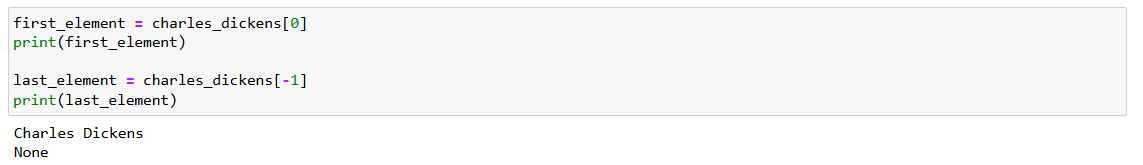 first_element = charles_dickens[0]
print(first_element)
last_element = charles_dickens[-1]
print(last_element)
Charles Dickens
None